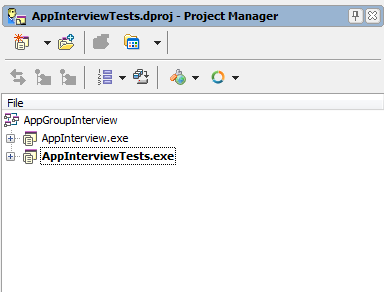 AppInterviewTests.dproj - Project Manager
File
AppGroupInterview
AppInterview.exe
AppInterviewTests.exe